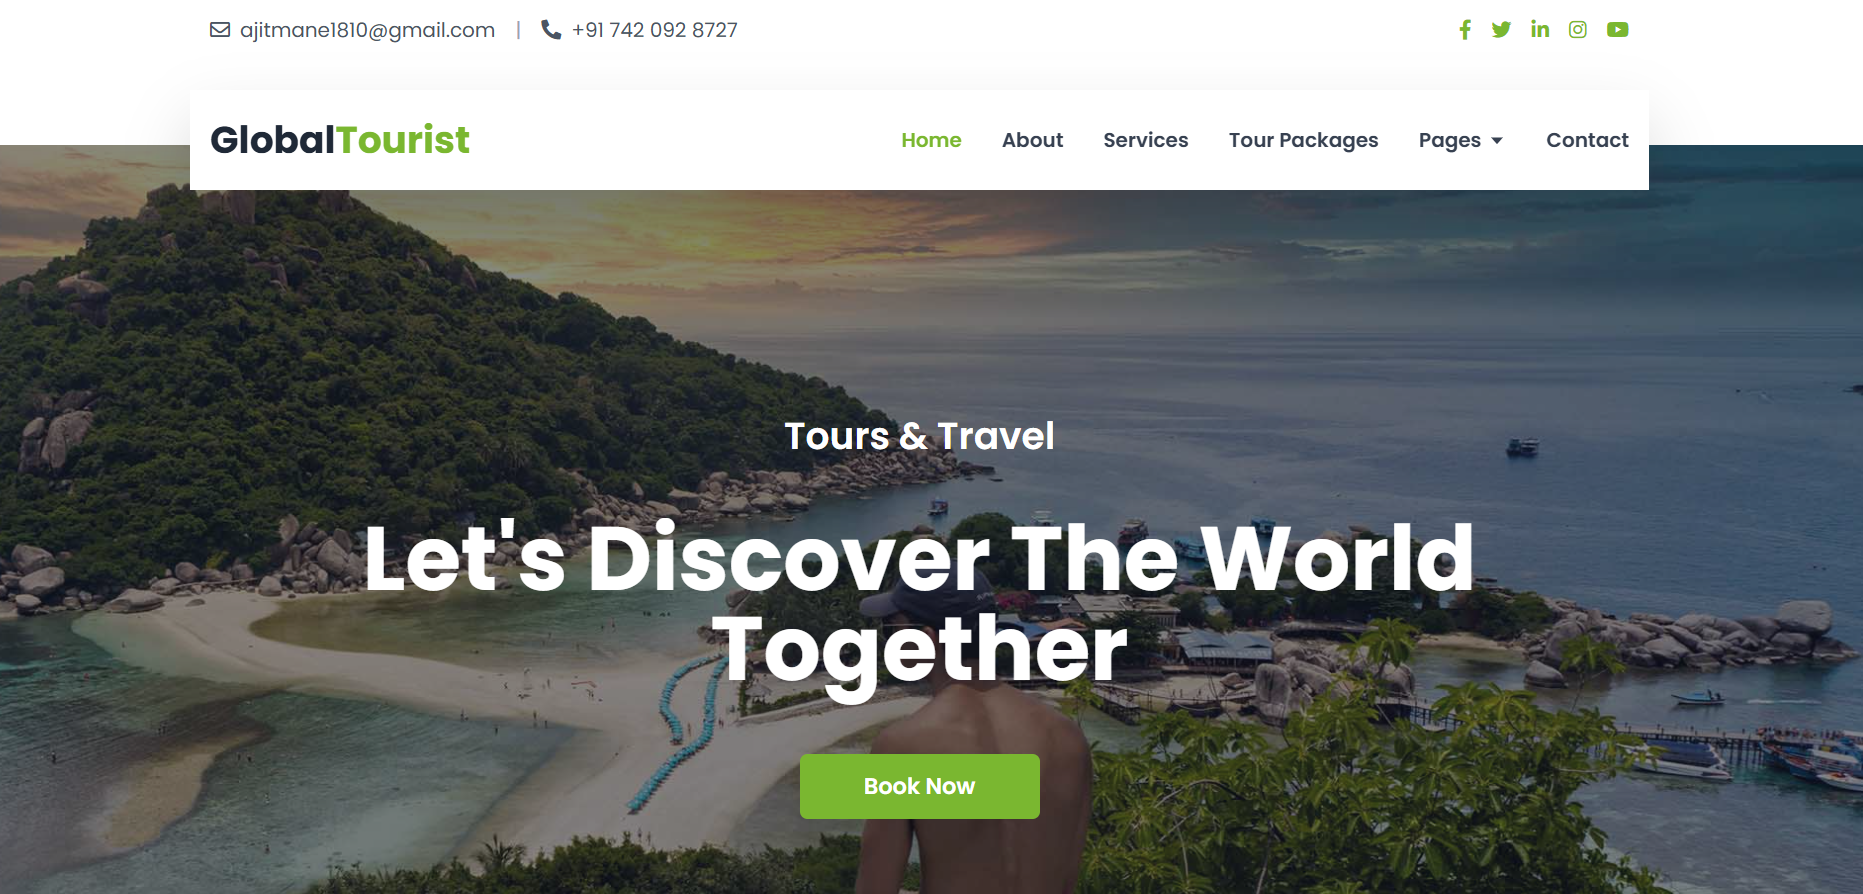 ajitmane1810@gmail.com | +91 742 092 8727
GlobalTourist
Home About Services Tour Packages Pages Contact
Tours & Travel
Let's Discover The World
Together
Book Now